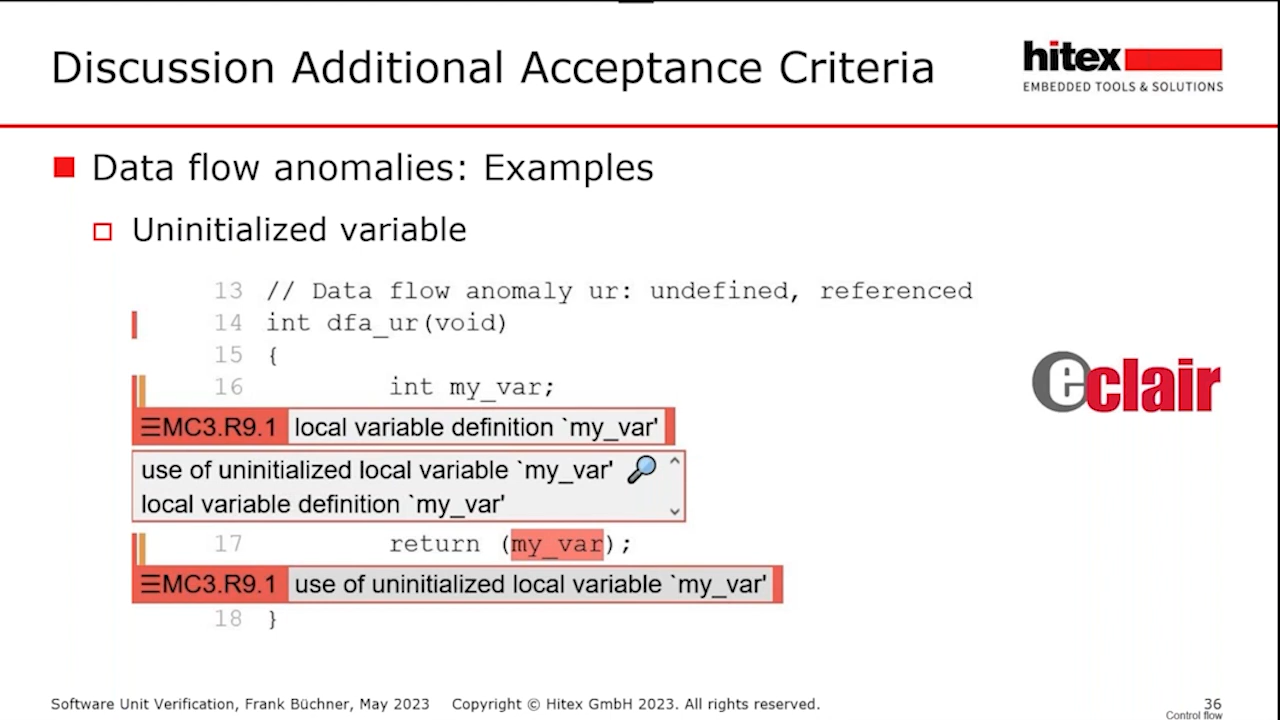 Discussion Additional Acceptance Criteria
hitex
EMBEDDED TOOLS & SOLUTIONS
Data flow anomalies: Examples
Uninitialized variable
13 // Data flow anomaly ur: undefined, referenced
14 int dfa_ur(void)
15 {
16 int my_var;
☰MC3.R9.1 local variable definition `my_var'
use of uninitialized local variable `my_var'
local variable definition `my_var'
17 return (my_var);
☰MC3.R9.1 use of uninitialized local variable `my_var'
18 }
eclair
Software Unit Verification, Frank Büchner, May 2023 Copyright © Hitex GmbH 2023. All rights reserved.
36
Control flow